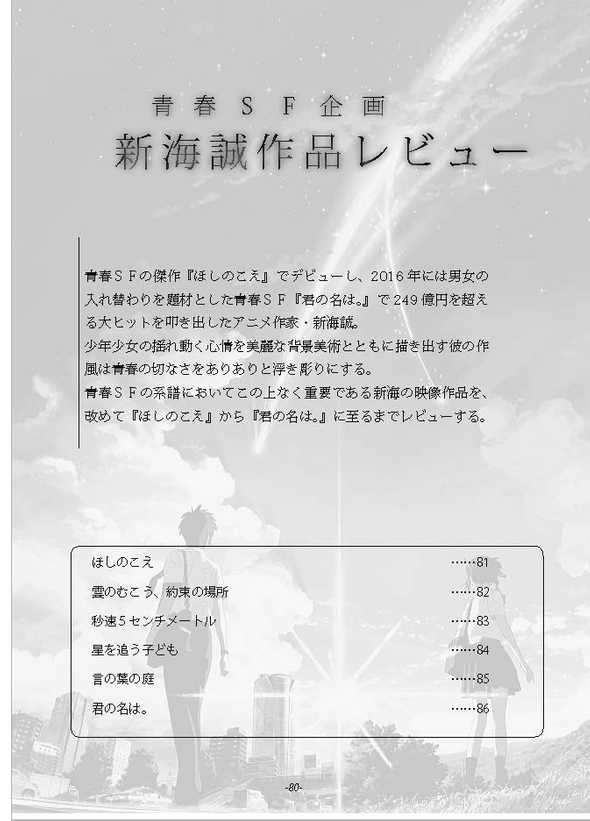 青春ＳＦ企画
新海誠作品レビュー
青春ＳＦの傑作『ほしのこえ』でデビューし、2016年には男女の
入れ替わりを題材とした青春ＳＦ『君の名は。』で249億円を超え
る大ヒットを叩き出したアニメ作家・新海誠。
少年少女の揺れ動く心情を美麗な背景美術とともに描き出す彼の作
風は青春の切なさをありありと浮き彫りにする。
青春ＳＦの系譜においてこの上なく重要である新海の映像作品を、
改めて『ほしのこえ』から『君の名は。』に至るまでレビューする。
ほしのこえ ……81
雲のむこう、約束の場所 ……82
秒速５センチメートル ……83
星を追う子ども ……84
言の葉の庭 ……85
君の名は。 ……86
-80-